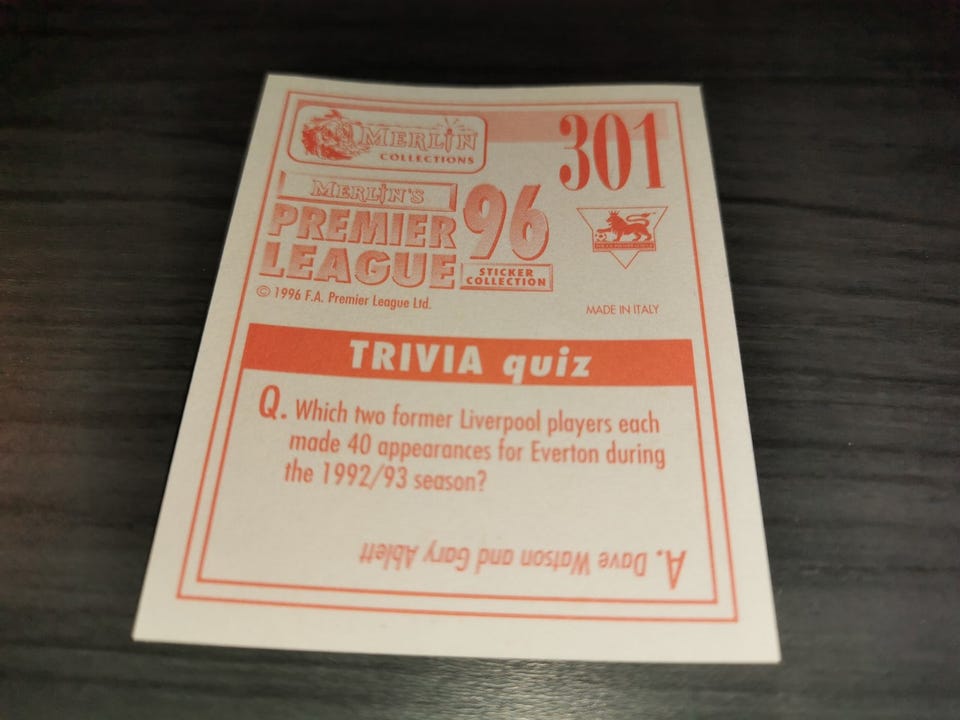 MERLIN
COLLECTIONS
301
MERLIN'S
PREMIER
LEAGUE
96
STICKER
COLLECTION
© 1996 F.A. Premier League Ltd.
MADE IN ITALY
TRIVIA quiz
Q. Which two former Liverpool players each
made 40 appearances for Everton during
the 1992/93 season?
A. Dave Watson and Gary Ablett